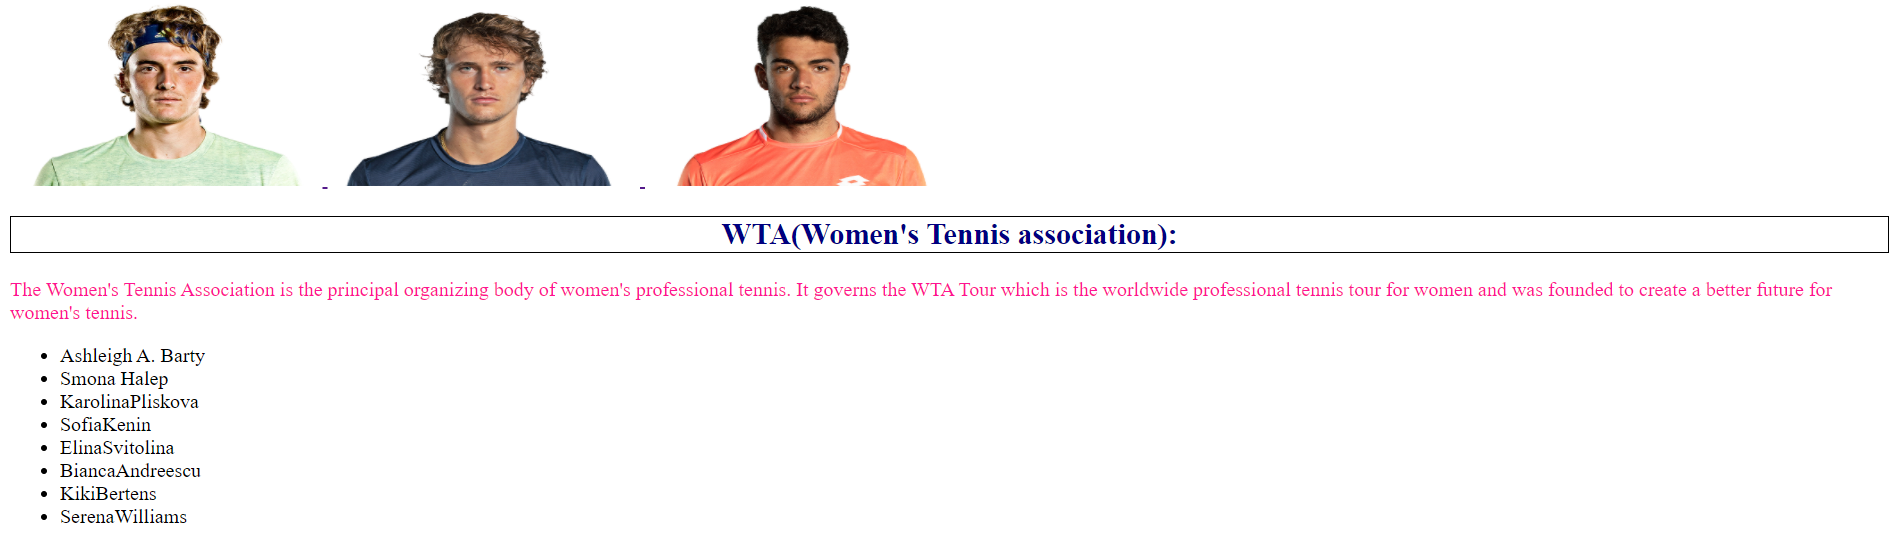 WTA(Women's Tennis association):
The Women's Tennis Association is the principal organizing body of women's professional tennis. It governs the WTA Tour which is the worldwide professional tennis tour for women and was founded to create a better future for
women's tennis.
Ashleigh A. Barty
Smona Halep
KarolinaPliskova
SofiaKenin
ElinaSvitolina
BiancaAndreescu
KikiBertens
SerenaWilliams